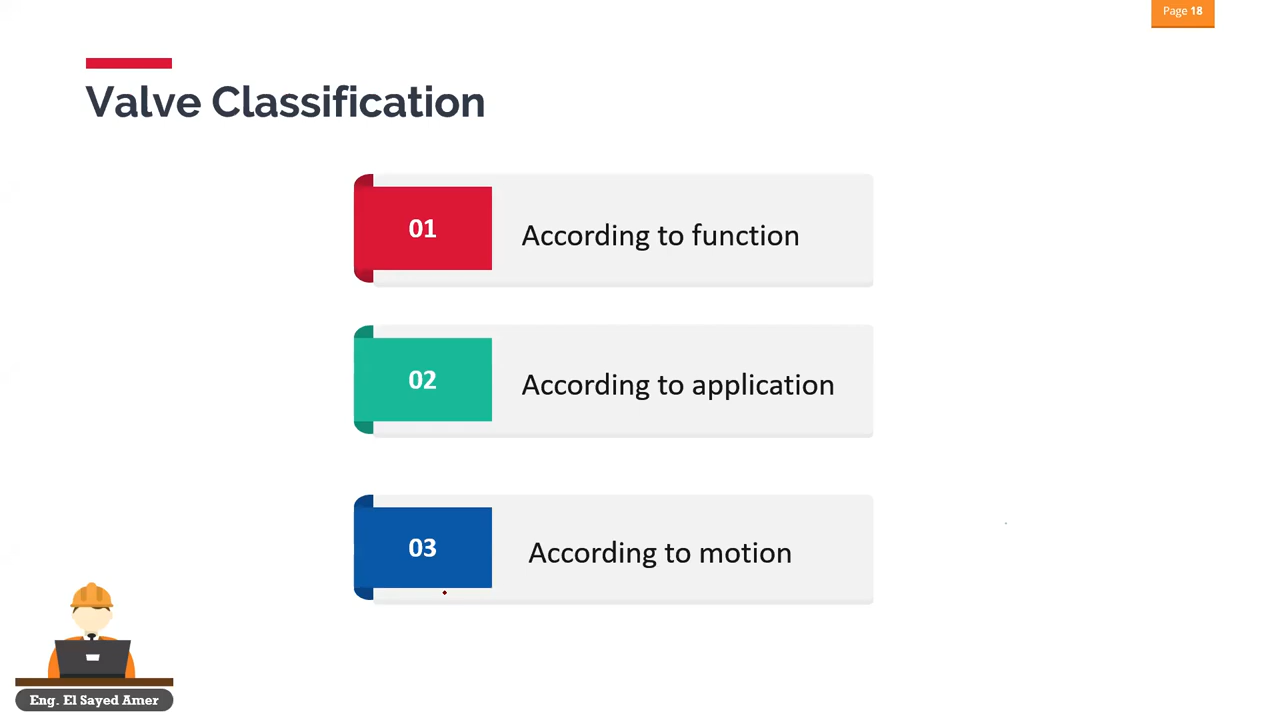 Page 18
Valve Classification
01
According to function
02
According to application
03
According to motion
Eng. El Sayed Amer